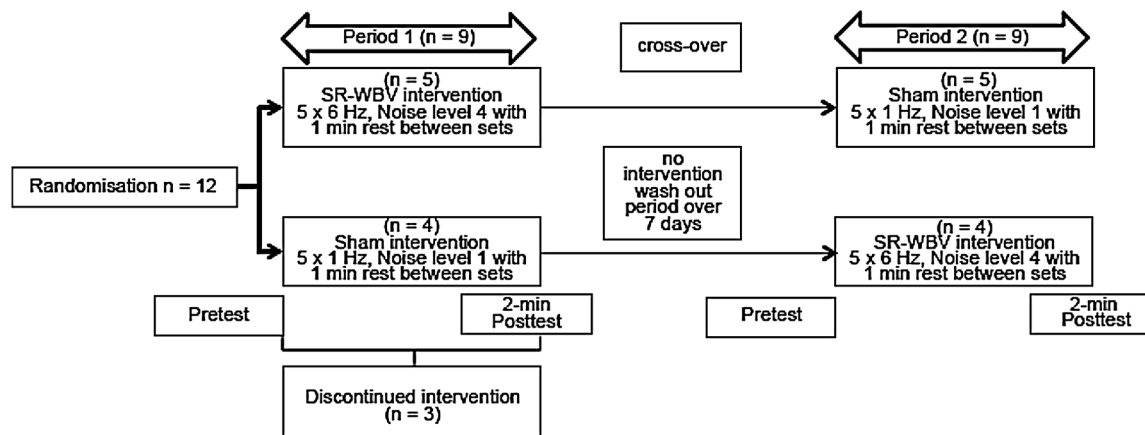 Period 1 (n = 9)
cross-over
Period 2 (n = 9)
(n = 5)
SR-WBV intervention
5 x 6 Hz, Noise level 4 with
1 min rest between sets
(n = 5)
Sham intervention
5 x 1 Hz, Noise level 1 with
1 min rest between sets
Randomisation n = 12
no
intervention
wash out
period over
7 days
(n = 4)
Sham intervention
5 x 1 Hz, Noise level 1 with
1 min rest between sets
(n = 4)
SR-WBV intervention
5 x 6 Hz, Noise level 4 with
1 min rest between sets
Pretest
2-min
Posttest
Pretest
2-min
Posttest
Discontinued intervention
(n = 3)